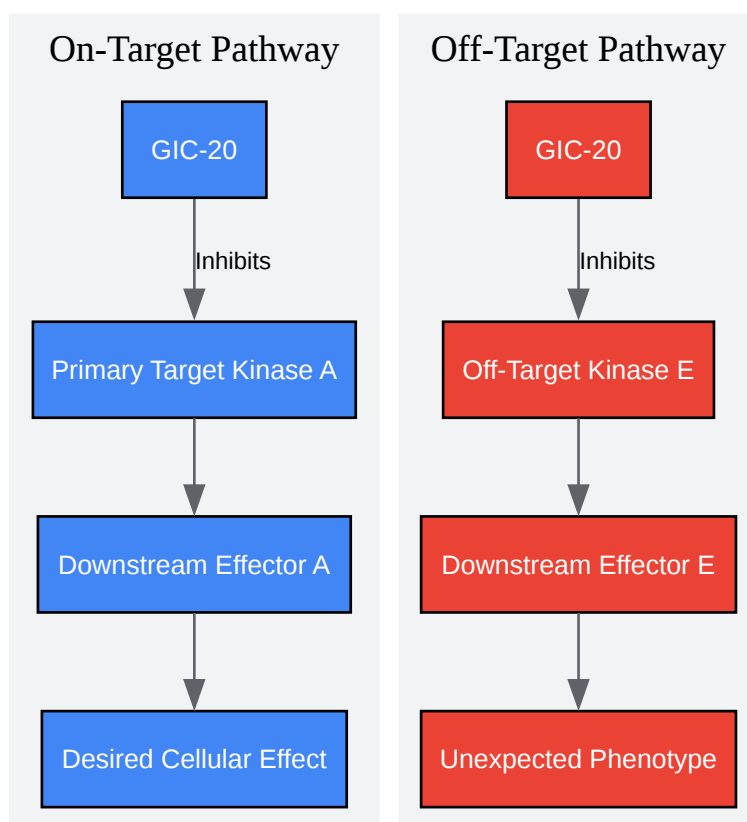 On-Target Pathway
GIC-20
Inhibits
Primary Target Kinase A
Downstream Effector A
Desired Cellular Effect
Off-Target Pathway
GIC-20
Inhibits
Off-Target Kinase E
Downstream Effector E
Unexpected Phenotype